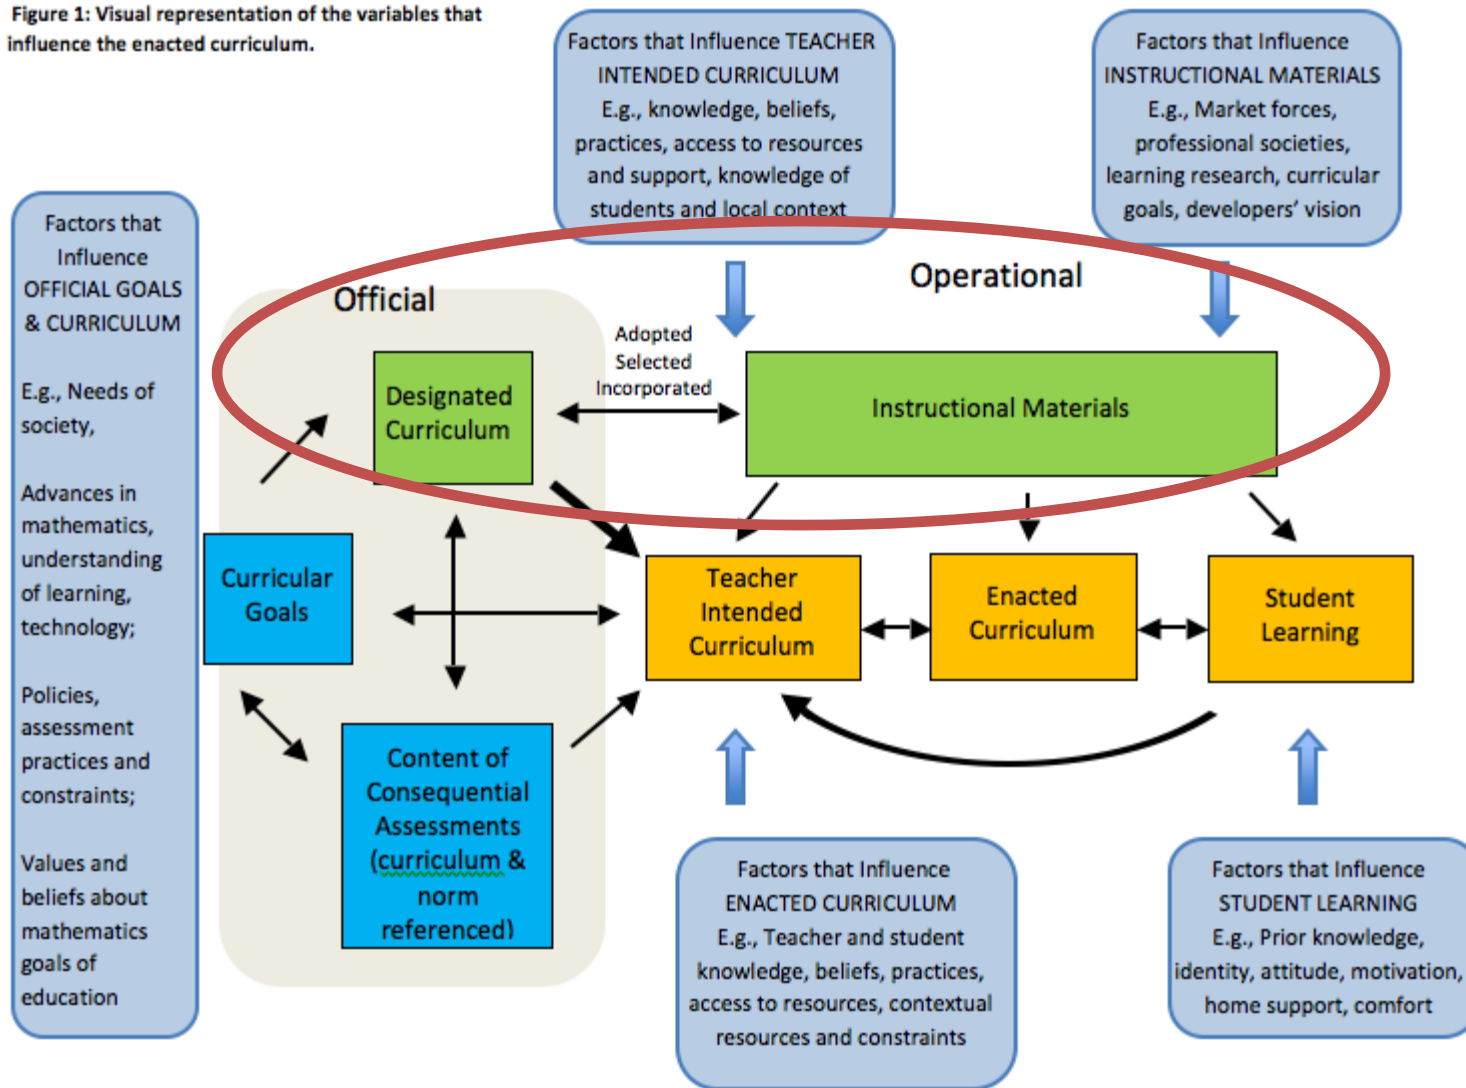 Figure 1: Visual representation of the variables that
influence the enacted curriculum.
Factors that Influence TEACHER
INTENDED CURRICULUM
E.g., knowledge, beliefs,
practices, access to resources
and support, knowledge of
students and local context
Factors that Influence
INSTRUCTIONAL MATERIALS
E.g., Market forces,
professional societies,
learning research, curricular
goals, developers’ vision
Factors that
Influence
OFFICIAL GOALS
& CURRICULUM
E.g., Needs of
society,
Advances in
mathematics,
understanding
of learning,
technology;
Policies,
assessment
practices and
constraints;
Values and
beliefs about
mathematics
goals of
education
Official
Operational
Designated
Curriculum
Adopted
Selected
Incorporated
Instructional Materials
Curricular
Goals
Teacher
Intended
Curriculum
Enacted
Curriculum
Student
Learning
Content of
Consequential
Assessments
(curriculum &
norm
referenced)
Factors that Influence
ENACTED CURRICULUM
E.g., Teacher and student
knowledge, beliefs, practices,
access to resources, contextual
resources and constraints
Factors that Influence
STUDENT LEARNING
E.g., Prior knowledge,
identity, attitude, motivation,
home support, comfort